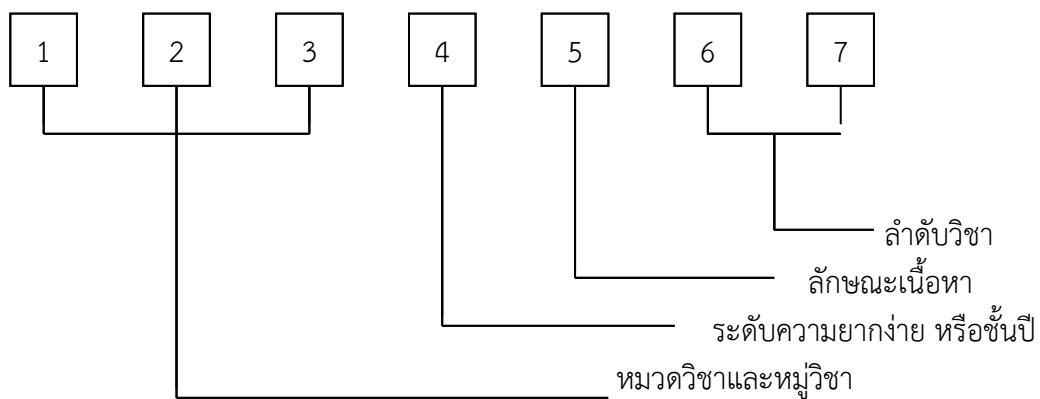 1 2 3 4 5 6 7
ลำดับวิชา
ลักษณะเนื้อหา
ระดับความยากง่าย หรือชั้นปี
หมวดวิชาและหมู่วิชา